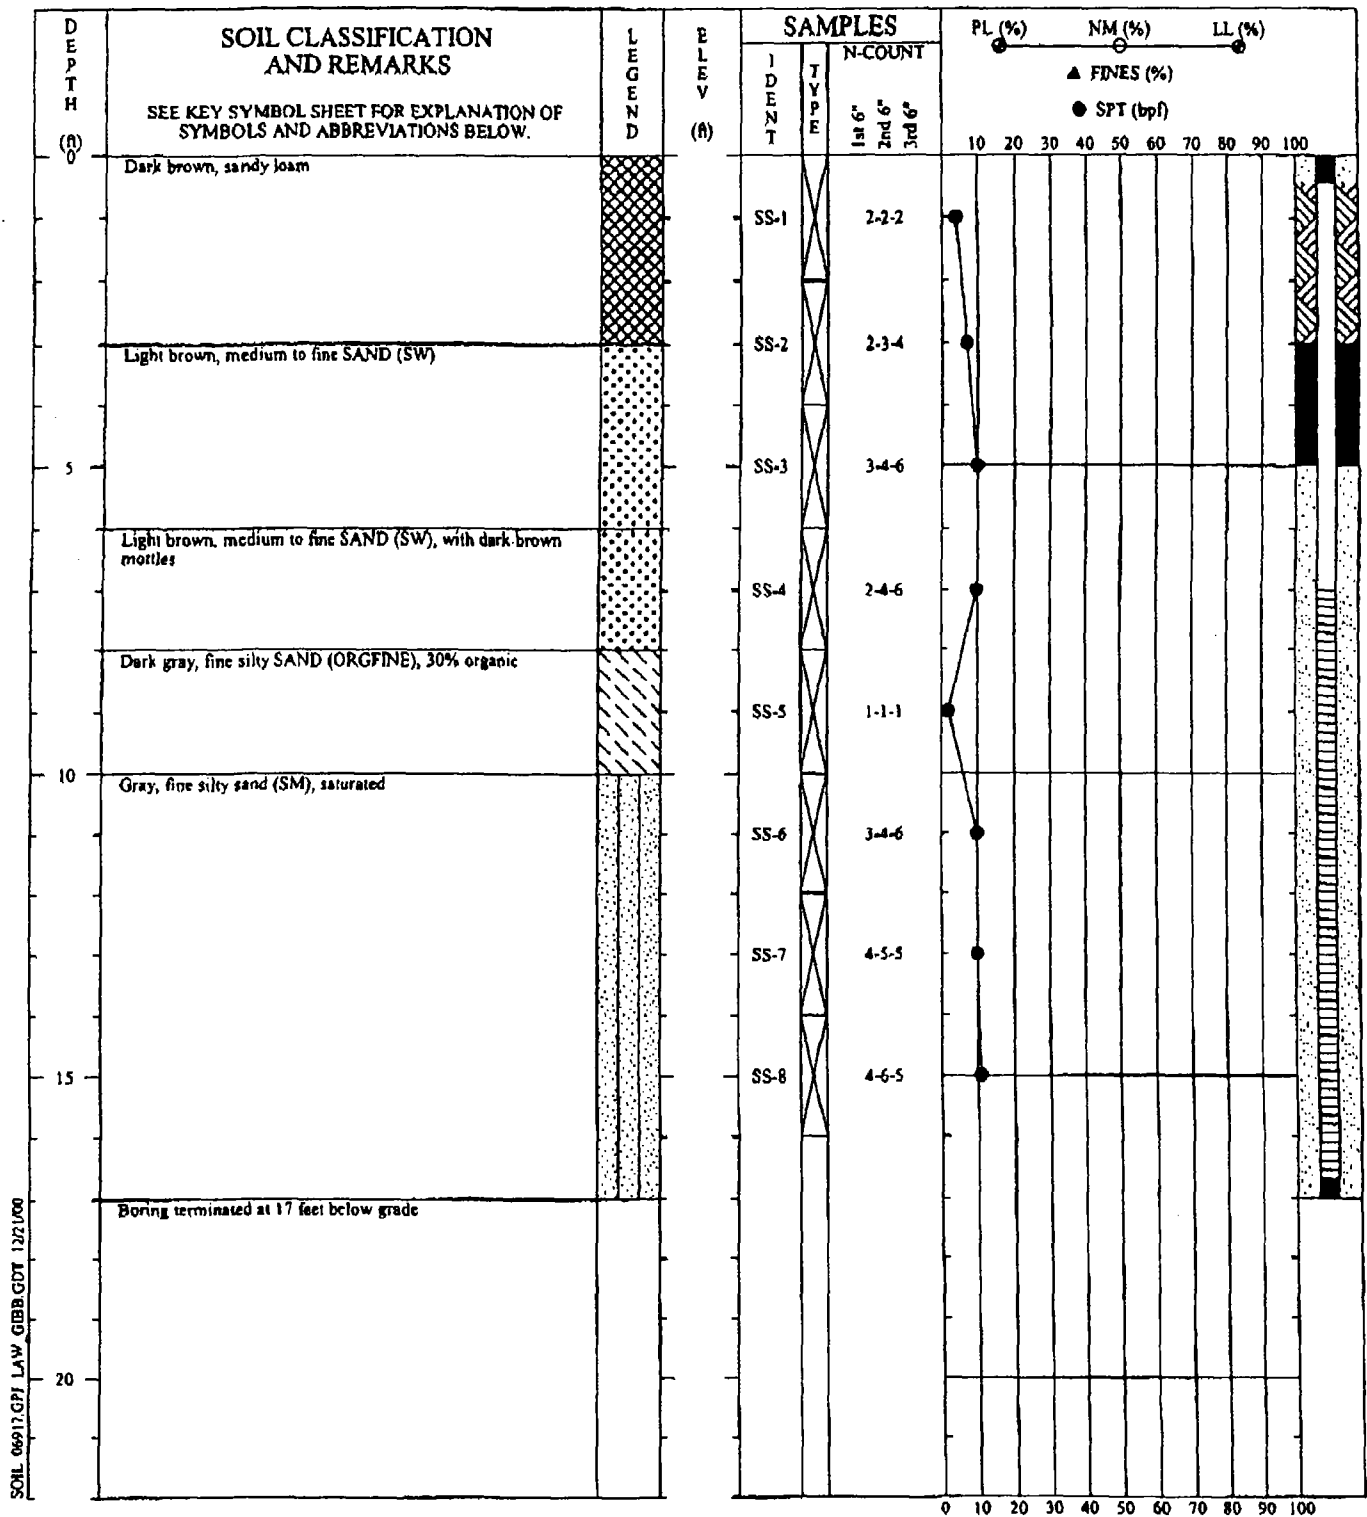 DEPTH (ft)
SOIL CLASSIFICATION
AND REMARKS
SEE KEY SYMBOL SHEET FOR EXPLANATION OF
SYMBOLS AND ABBREVIATIONS BELOW.
LEGEND
ELEV (ft)
SAMPLES
IDENT
TYPE
N-COUNT
1st 6"
2nd 6"
3rd 6"
PL (%) NM (%) LL (%)
▲ FINES (%)
● SPT (bpf)
10 20 30 40 50 60 70 80 90 100
0
Dark brown, sandy loam
SS-1 2-2-2
SS-2 2-3-4
Light brown, medium to fine SAND (SW)
5
SS-3 3-4-6
Light brown, medium to fine SAND (SW), with dark brown
mottles
SS-4 2-4-6
Dark gray, fine silty SAND (ORGFINE), 30% organic
SS-5 1-1-1
10
Gray, fine silty sand (SM), saturated
SS-6 3-4-6
SS-7 4-5-5
15
SS-8 4-6-5
Boring terminated at 17 feet below grade
20
0 10 20 30 40 50 60 70 80 90 100
SOIL 06917.GPJ LAW_GIBB.GDT 12/21/00